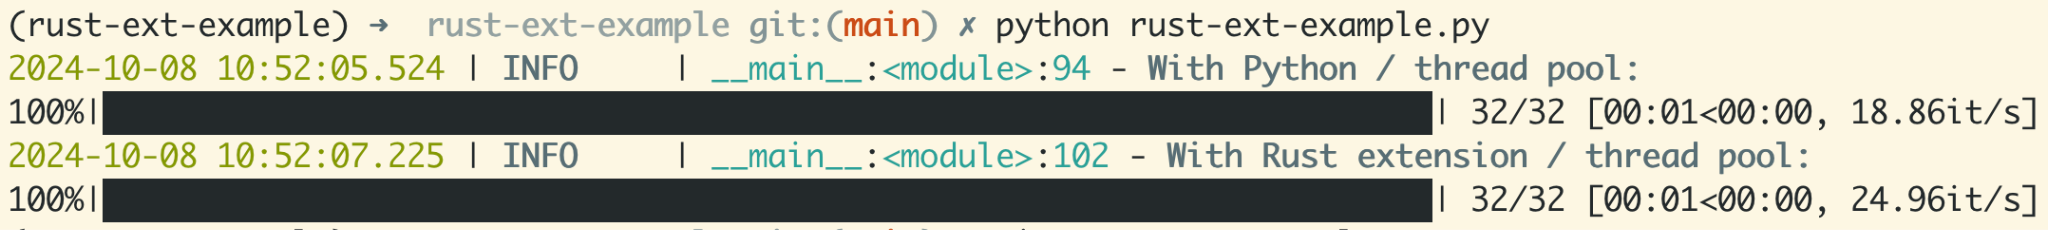 (rust-ext-example) ➜  rust-ext-example git:(main) ✗ python rust-ext-example.py
2024-10-08 10:52:05.524 | INFO     | __main__:<module>:94 - With Python / thread pool:
100%|██████████| 32/32 [00:01<00:00, 18.86it/s]
2024-10-08 10:52:07.225 | INFO     | __main__:<module>:102 - With Rust extension / thread pool:
100%|██████████| 32/32 [00:01<00:00, 24.96it/s]